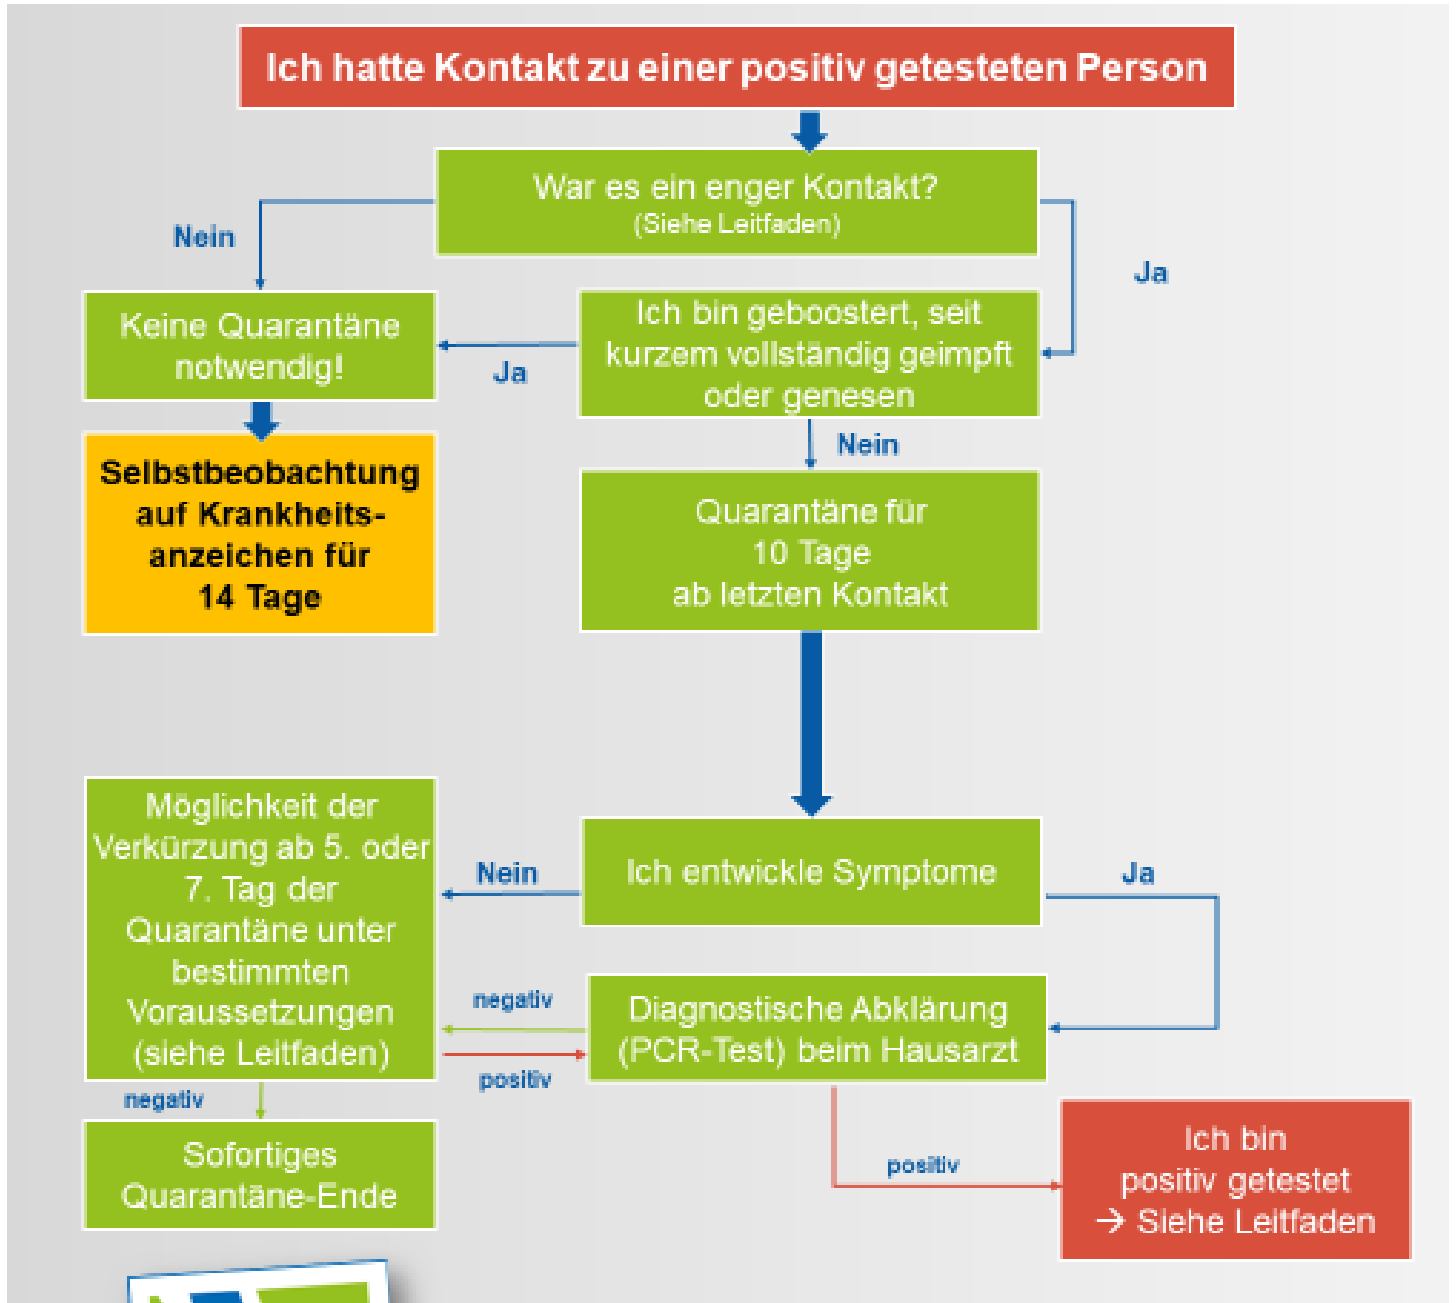 Ich hatte Kontakt zu einer positiv getesteten Person
War es ein enger Kontakt?
(Siehe Leitfaden)
Nein
Ja
Keine Quarantäne
notwendig!
Ja
Ich bin geboostert, seit
kurzem vollständig geimpft
oder genesen
Nein
Selbstbeobachtung
auf Krankheits-
anzeichen für
14 Tage
Quarantäne für
10 Tage
ab letzten Kontakt
Möglichkeit der
Verkürzung ab 5. oder
7. Tag der
Quarantäne unter
bestimmten
Voraussetzungen
(siehe Leitfaden)
Nein
Ich entwickle Symptome
Ja
negativ
positiv
Diagnostische Abklärung
(PCR-Test) beim Hausarzt
negativ
Sofortiges
Quarantäne-Ende
positiv
Ich bin
positiv getestet
→ Siehe Leitfaden